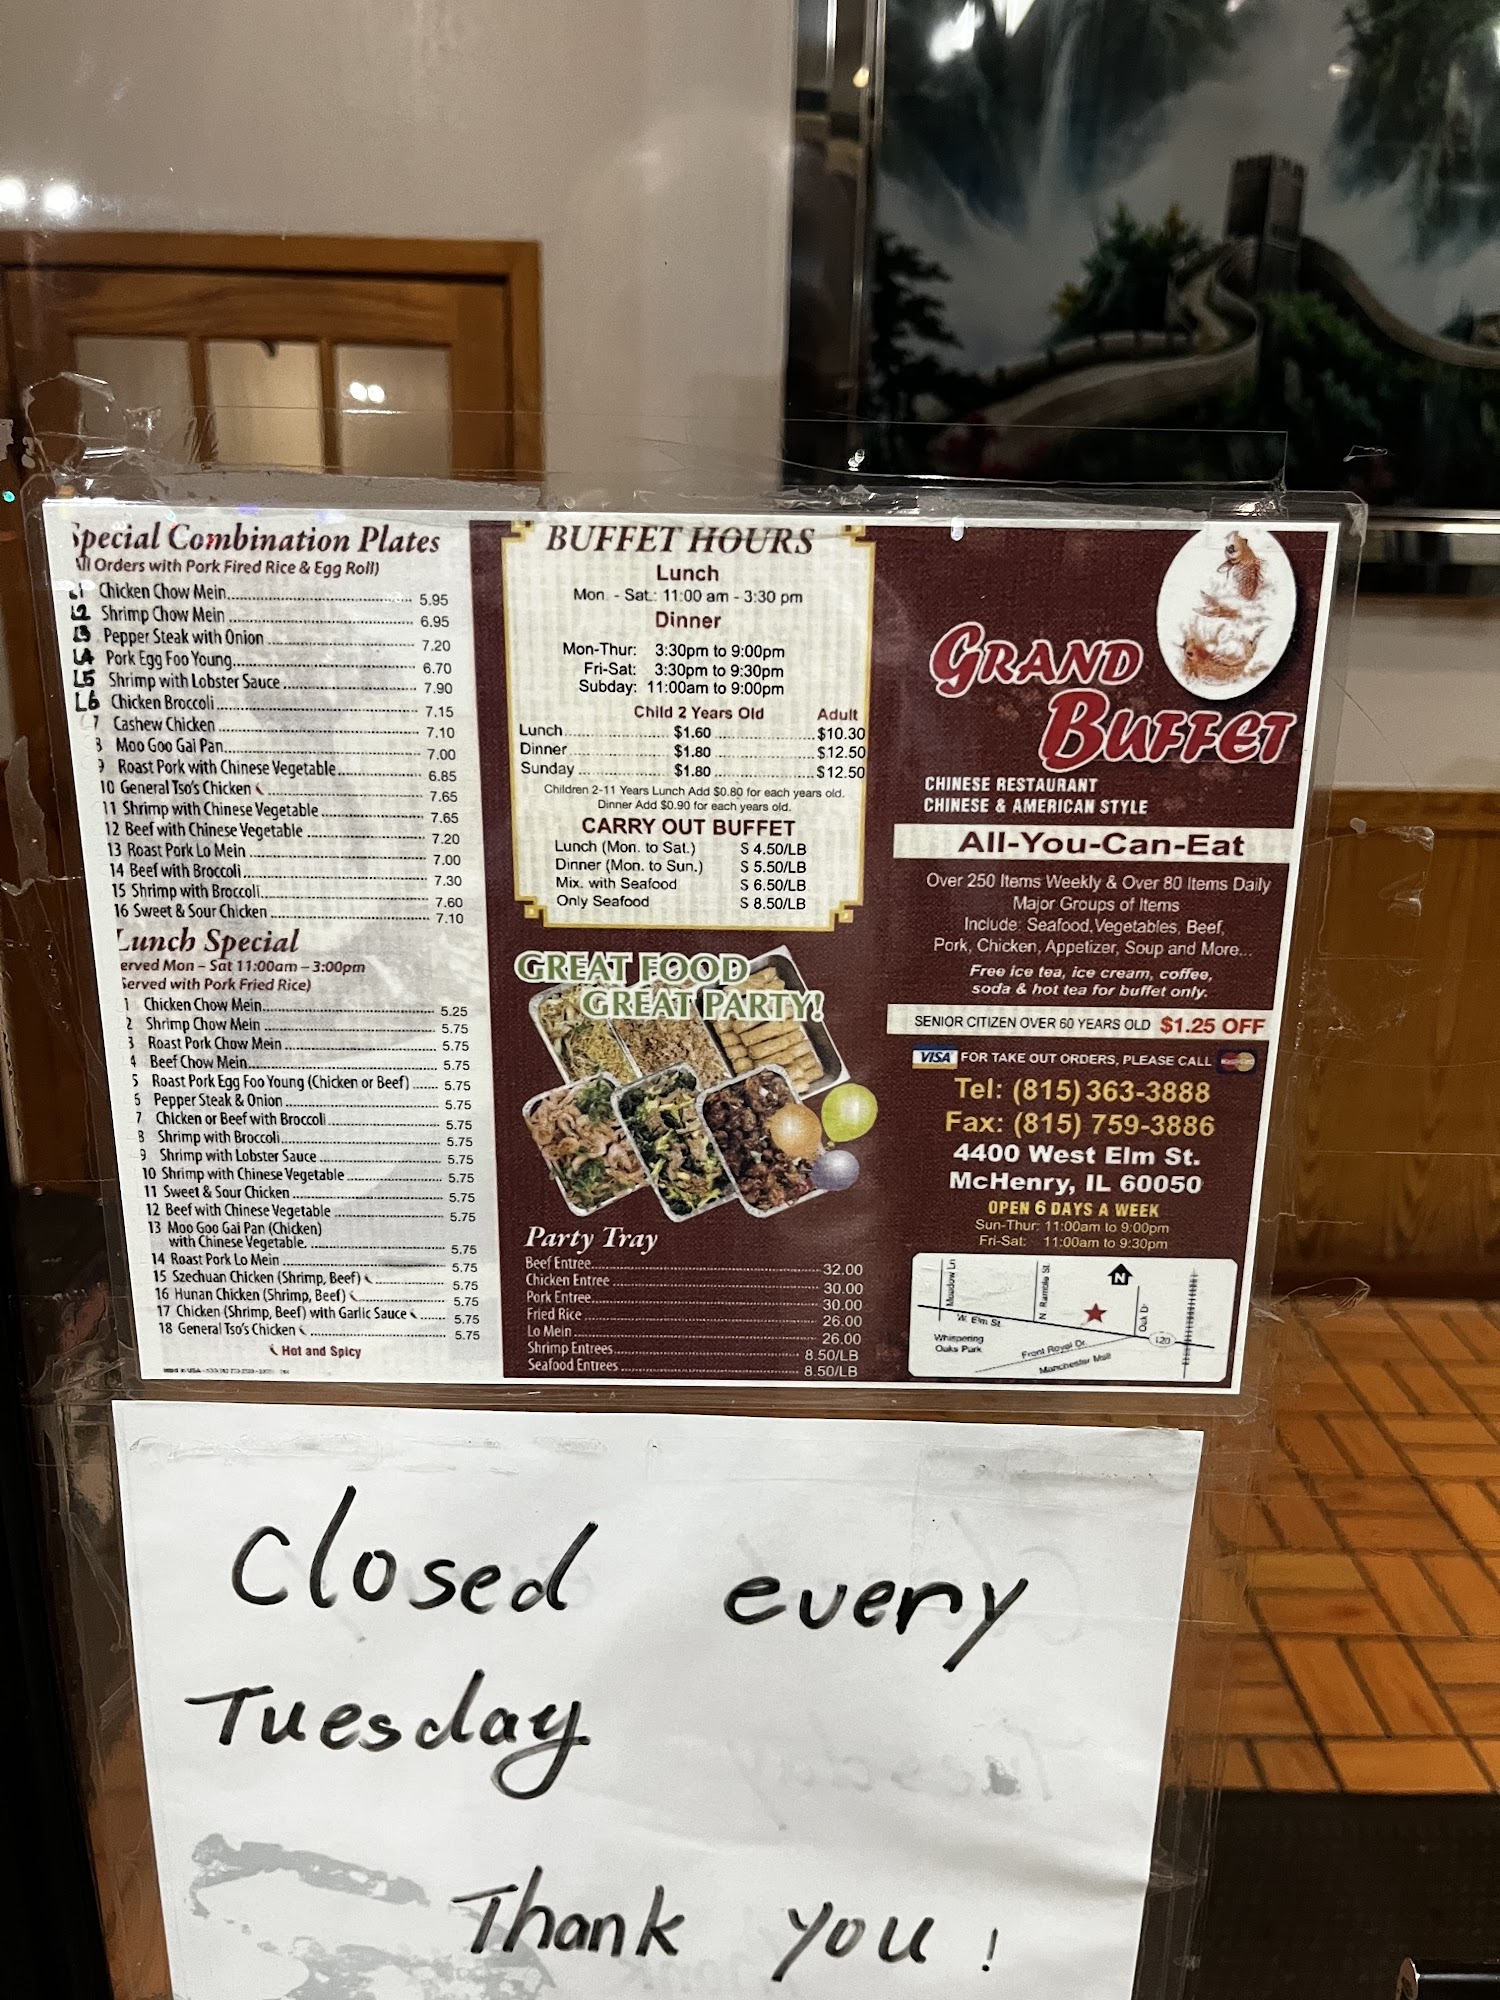 Special Combination Plates
All Orders with Pork Fired Rice & Egg Roll)
L1 Chicken Chow Mein 5.95
L2 Shrimp Chow Mein 6.95
L3 Pepper Steak with Onion 7.20
L4 Pork Egg Foo Young 6.70
L5 Shrimp with Lobster Sauce 7.90
L6 Chicken Broccoli 7.15
7 Cashew Chicken 7.10
8 Moo Goo Gai Pan 7.00
9 Roast Pork with Chinese Vegetable 6.85
10 General Tso's Chicken 7.65
11 Shrimp with Chinese Vegetable 7.65
12 Beef with Chinese Vegetable 7.20
13 Roast Pork Lo Mein 7.00
14 Beef with Broccoli 7.30
15 Shrimp with Broccoli 7.60
16 Sweet & Sour Chicken 7.10
Lunch Special
erved Mon – Sat 11:00am – 3:00pm
Served with Pork Fried Rice)
1 Chicken Chow Mein 5.25
2 Shrimp Chow Mein 5.75
3 Roast Pork Chow Mein 5.75
4 Beef Chow Mein 5.75
5 Roast Pork Egg Foo Young (Chicken or Beef) 5.75
6 Pepper Steak & Onion 5.75
7 Chicken or Beef with Broccoli 5.75
8 Shrimp with Broccoli 5.75
9 Shrimp with Lobster Sauce 5.75
10 Shrimp with Chinese Vegetable 5.75
11 Sweet & Sour Chicken 5.75
12 Beef with Chinese Vegetable 5.75
13 Moo Goo Gai Pan (Chicken)
with Chinese Vegetable. 5.75
14 Roast Pork Lo Mein 5.75
15 Szechuan Chicken (Shrimp, Beef) 5.75
16 Hunan Chicken (Shrimp, Beef) 5.75
17 Chicken (Shrimp, Beef) with Garlic Sauce 5.75
18 General Tso's Chicken 5.75
Hot and Spicy
BUFFET HOURS
Lunch
Mon. - Sat.: 11:00 am - 3:30 pm
Dinner
Mon-Thur: 3:30pm to 9:00pm
Fri-Sat: 3:30pm to 9:30pm
Subday: 11:00am to 9:00pm
Child 2 Years Old Adult
Lunch $1.60 $10.30
Dinner $1.80 $12.50
Sunday $1.80 $12.50
Children 2-11 Years Lunch Add $0.80 for each years old.
Dinner Add $0.90 for each years old.
CARRY OUT BUFFET
Lunch (Mon. to Sat.) $ 4.50/LB
Dinner (Mon. to Sun.) $ 5.50/LB
Mix. with Seafood $ 6.50/LB
Only Seafood $ 8.50/LB
GREAT FOOD
GREAT PARTY!
Party Tray
Beef Entree 32.00
Chicken Entree 30.00
Pork Entree 30.00
Fried Rice 26.00
Lo Mein 26.00
Shrimp Entrees 8.50/LB
Seafood Entrees 8.50/LB
GRAND
BUFFET
CHINESE RESTAURANT
CHINESE & AMERICAN STYLE
All-You-Can-Eat
Over 250 Items Weekly & Over 80 Items Daily
Major Groups of Items
Include: Seafood, Vegetables, Beef,
Pork, Chicken, Appetizer, Soup and More...
Free ice tea, ice cream, coffee,
soda & hot tea for buffet only.
SENIOR CITIZEN OVER 60 YEARS OLD $1.25 OFF
VISA FOR TAKE OUT ORDERS, PLEASE CALL
Tel: (815) 363-3888
Fax: (815) 759-3886
4400 West Elm St.
McHenry, IL 60050
OPEN 6 DAYS A WEEK
Sun-Thur: 11:00am to 9:00pm
Fri-Sat: 11:00am to 9:30pm
Meadow Ln
N. Ramble St.
N
Oak Dr
W. Elm St.
120
Whispering
Oaks Park
Front Royal Dr.
Manchester Mall
Closed every
Tuesday
Thank you !